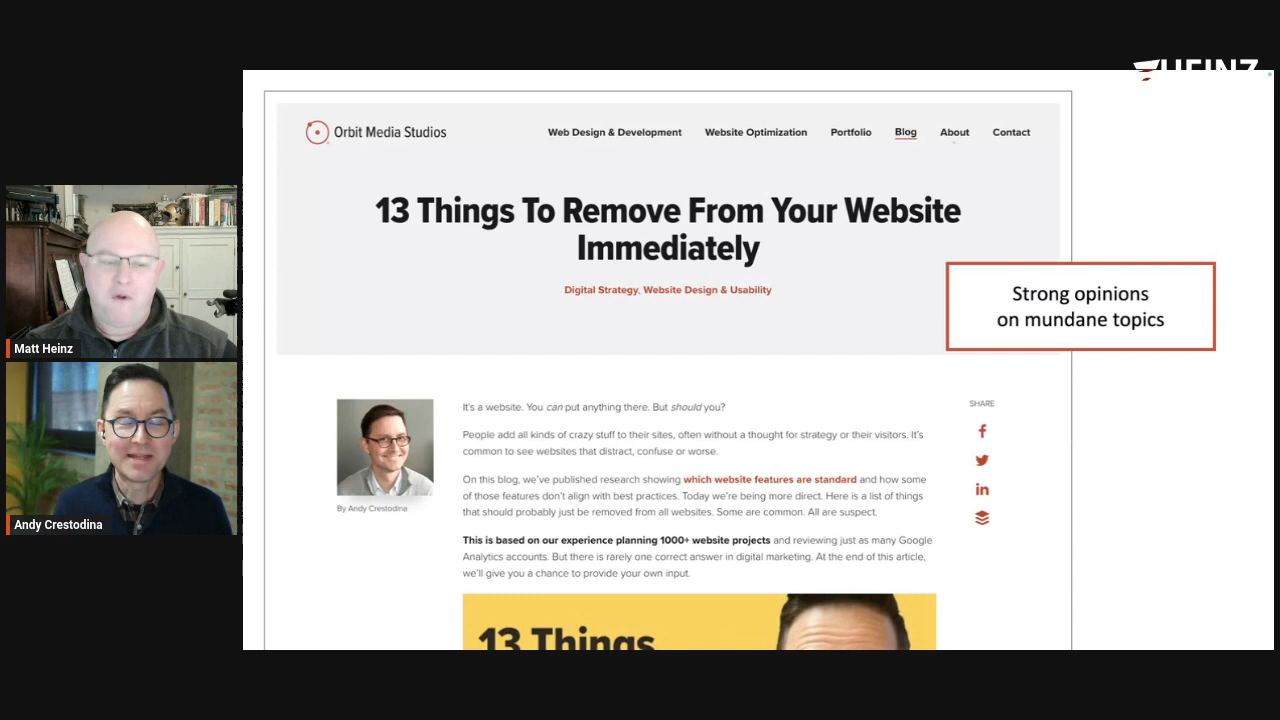 HEINZ
Orbit Media Studios
Web Design & Development
Website Optimization
Portfolio
Blog
About
Contact
13 Things To Remove From Your Website
Immediately
Digital Strategy, Website Design & Usability
Strong opinions
on mundane topics
Matt Heinz
Andy Crestodina
By Andy Crestodina
It's a website. You can put anything there. But should you?
People add all kinds of crazy stuff to their sites, often without a thought for strategy or their visitors. It's
common to see websites that distract, confuse or worse.
On this blog, we've published research showing which website features are standard and how some
of those features don't align with best practices. Today we're being more direct. Here is a list of things
that should probably just be removed from all websites. Some are common. All are suspect.
This is based on our experience planning 1000+ website projects and reviewing just as many Google
Analytics accounts. But there is rarely one correct answer in digital marketing. At the end of this article,
we'll give you a chance to provide your own input.
SHARE
13 Things